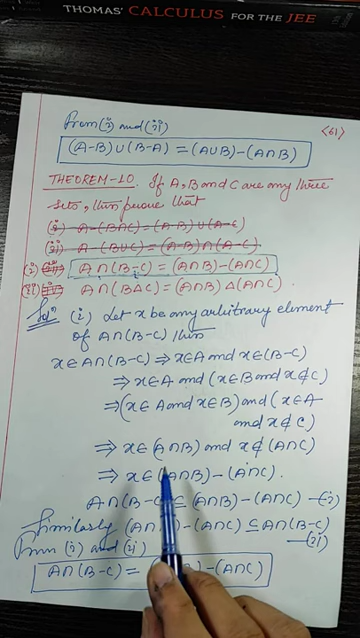 THOMAS' CALCULUS FOR THE JEE
From (i) and (ii)
<61>
(A-B)∪(B-A) = (A∪B)-(A∩B)
THEOREM-10. If A, B and C are any three
sets, then prove that
(i) A-(B∩C)=(A-B)∪(A-C)
(ii) A-(B∪C)=(A-B)∩(A-C)
(i) A∩(B-C) = (A∩B)-(A∩C)
(ii) A∩(BΔC) = (A∩B) Δ(A∩C)
Solⁿ (i) Let x be any arbitrary element
of A∩(B-C) then
x∈A∩(B-C) ⇒ x∈A and x∈(B-C)
⇒ x∈A and (x∈B and x∉C)
⇒ (x∈A and x∈B) and (x∈A
and x∉C)
⇒ x∈(A∩B) and x∉(A∩C)
⇒ x∈(A∩B)-(A∩C).
A∩(B-C) ⊆ (A∩B)-(A∩C) -(i)
Similarly (A∩ )-(A∩C) ⊆ A∩(B-C)
-(ii)
From (i) and (ii)
A∩(B-C) = )-(A∩C)